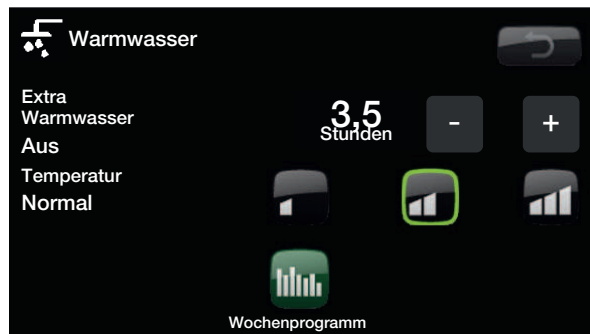 Warmwasser
Extra
Warmwasser
3,5
Stunden
- +
Aus
Temperatur
Normal
Wochenprogramm